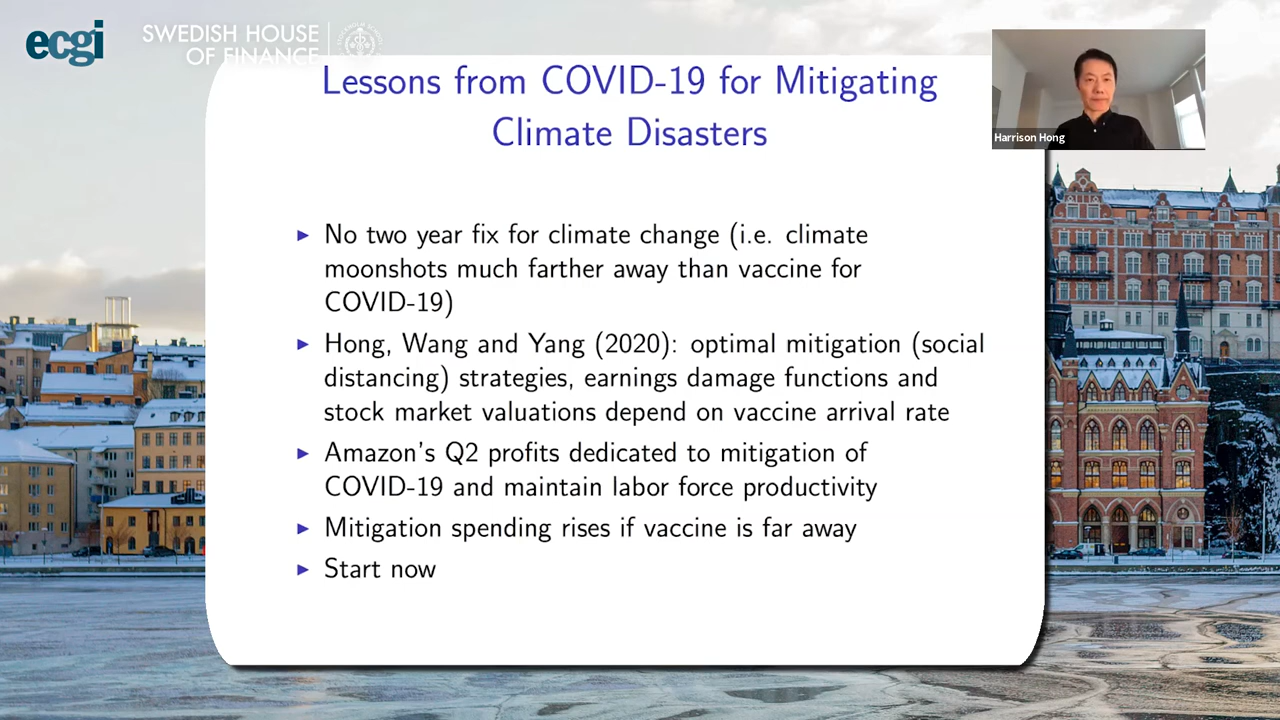 ecgi
SWEDISH HOUSE
OF FINANCE
Lessons from COVID-19 for Mitigating
Climate Disasters
Harrison Hong
▶ No two year fix for climate change (i.e. climate
moonshots much farther away than vaccine for
COVID-19)
▶ Hong, Wang and Yang (2020): optimal mitigation (social
distancing) strategies, earnings damage functions and
stock market valuations depend on vaccine arrival rate
▶ Amazon's Q2 profits dedicated to mitigation of
COVID-19 and maintain labor force productivity
▶ Mitigation spending rises if vaccine is far away
▶ Start now